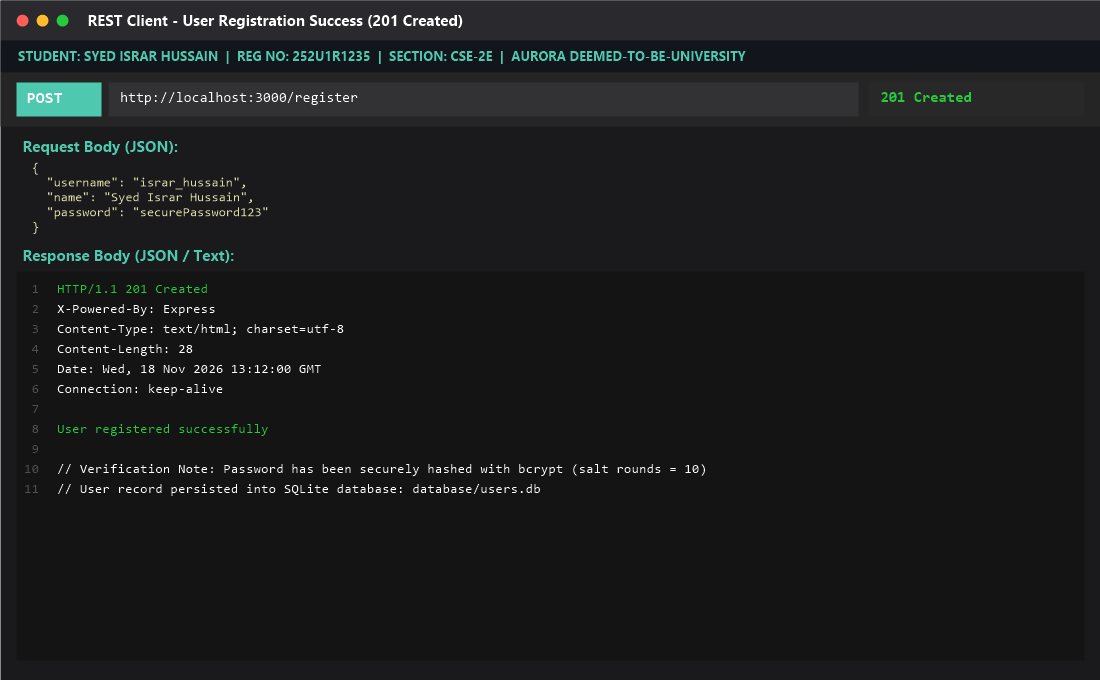 REST Client - User Registration Success (201 Created)
STUDENT: SYED ISRAR HUSSAIN | REG NO: 252U1R1235 | SECTION: CSE-2E | AURORA DEEMED-TO-BE-UNIVERSITY
POST http://localhost:3000/register 201 Created
Request Body (JSON):
{
"username": "israr_hussain",
"name": "Syed Israr Hussain",
"password": "securePassword123"
}
Response Body (JSON / Text):
1 HTTP/1.1 201 Created
2 X-Powered-By: Express
3 Content-Type: text/html; charset=utf-8
4 Content-Length: 28
5 Date: Wed, 18 Nov 2026 13:12:00 GMT
6 Connection: keep-alive
7
8 User registered successfully
9
10 // Verification Note: Password has been securely hashed with bcrypt (salt rounds = 10)
11 // User record persisted into SQLite database: database/users.db